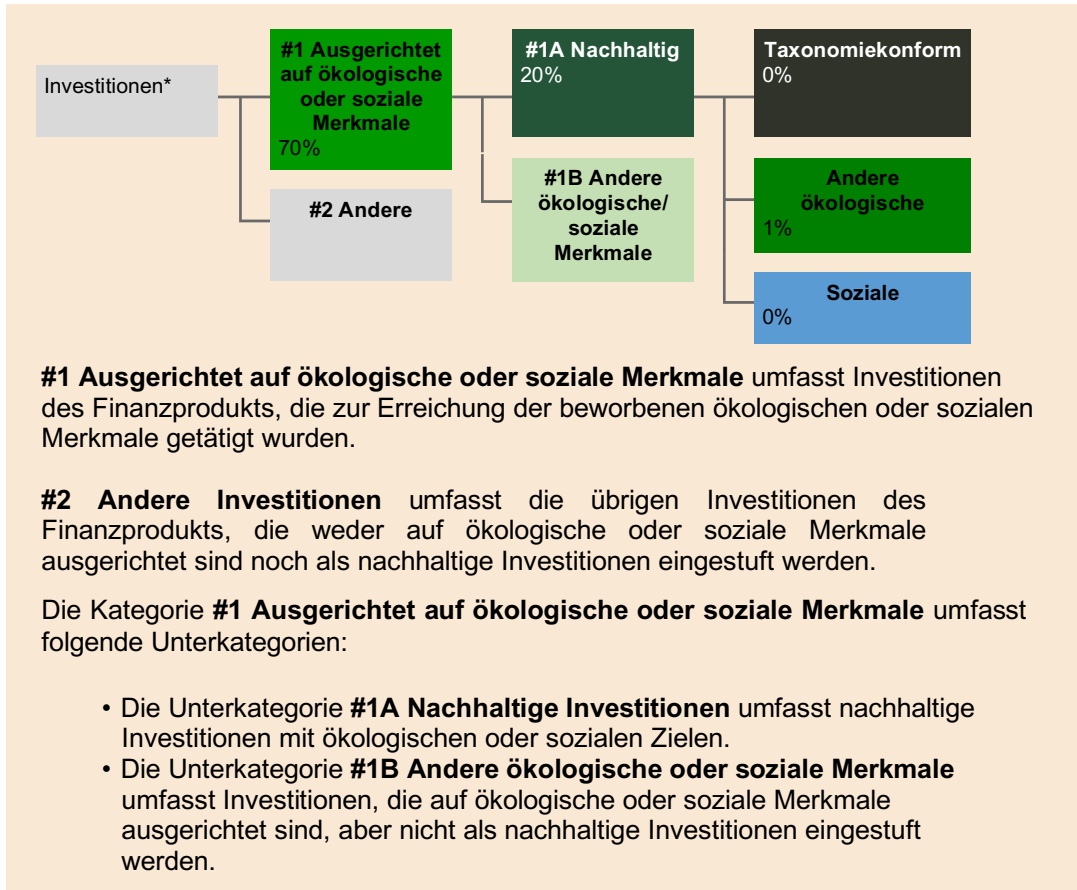 Investitionen*
#1 Ausgerichtet
auf ökologische
oder soziale
Merkmale
70%
#2 Andere
#1A Nachhaltig
20%
#1B Andere
ökologische/
soziale
Merkmale
Taxonomiekonform
0%
Andere
ökologische
1%
Soziale
0%
#1 Ausgerichtet auf ökologische oder soziale Merkmale umfasst Investitionen
des Finanzprodukts, die zur Erreichung der beworbenen ökologischen oder sozialen
Merkmale getätigt wurden.
#2 Andere Investitionen umfasst die übrigen Investitionen des
Finanzprodukts, die weder auf ökologische oder soziale Merkmale
ausgerichtet sind noch als nachhaltige Investitionen eingestuft werden.
Die Kategorie #1 Ausgerichtet auf ökologische oder soziale Merkmale umfasst
folgende Unterkategorien:
• Die Unterkategorie #1A Nachhaltige Investitionen umfasst nachhaltige
Investitionen mit ökologischen oder sozialen Zielen.
• Die Unterkategorie #1B Andere ökologische oder soziale Merkmale
umfasst Investitionen, die auf ökologische oder soziale Merkmale
ausgerichtet sind, aber nicht als nachhaltige Investitionen eingestuft
werden.